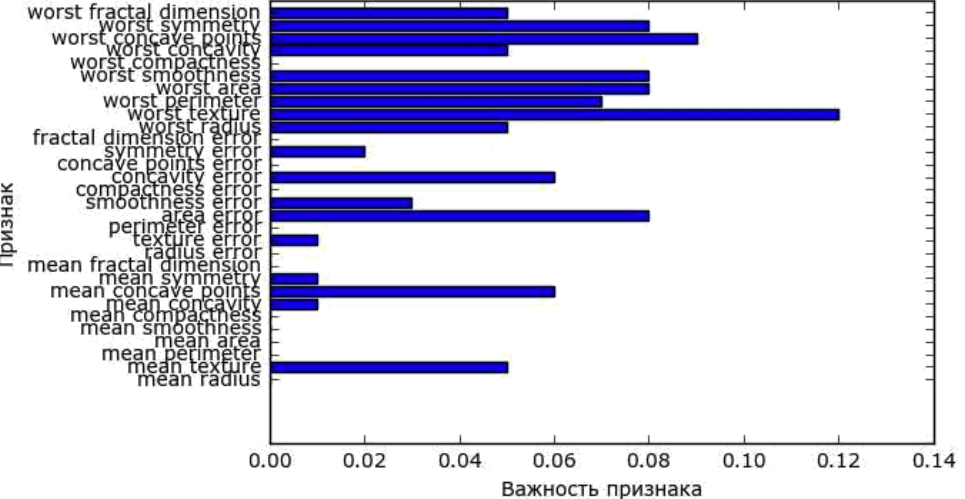 worst fractal dimension
worst symmetry
worst concave points
worst concavity
worst compactness
worst smoothness
worst area
worst perimeter
worst texture
worst radius
fractal dimension error
symmetry error
concave points error
concavity error
compactness error
smoothness error
area error
perimeter error
texture error
radius error
mean fractal dimension
mean symmetry
mean concave points
mean concavity
mean compactness
mean smoothness
mean area
mean perimeter
mean texture
mean radius
Признак
0.00 0.02 0.04 0.06 0.08 0.10 0.12 0.14
Важность признака